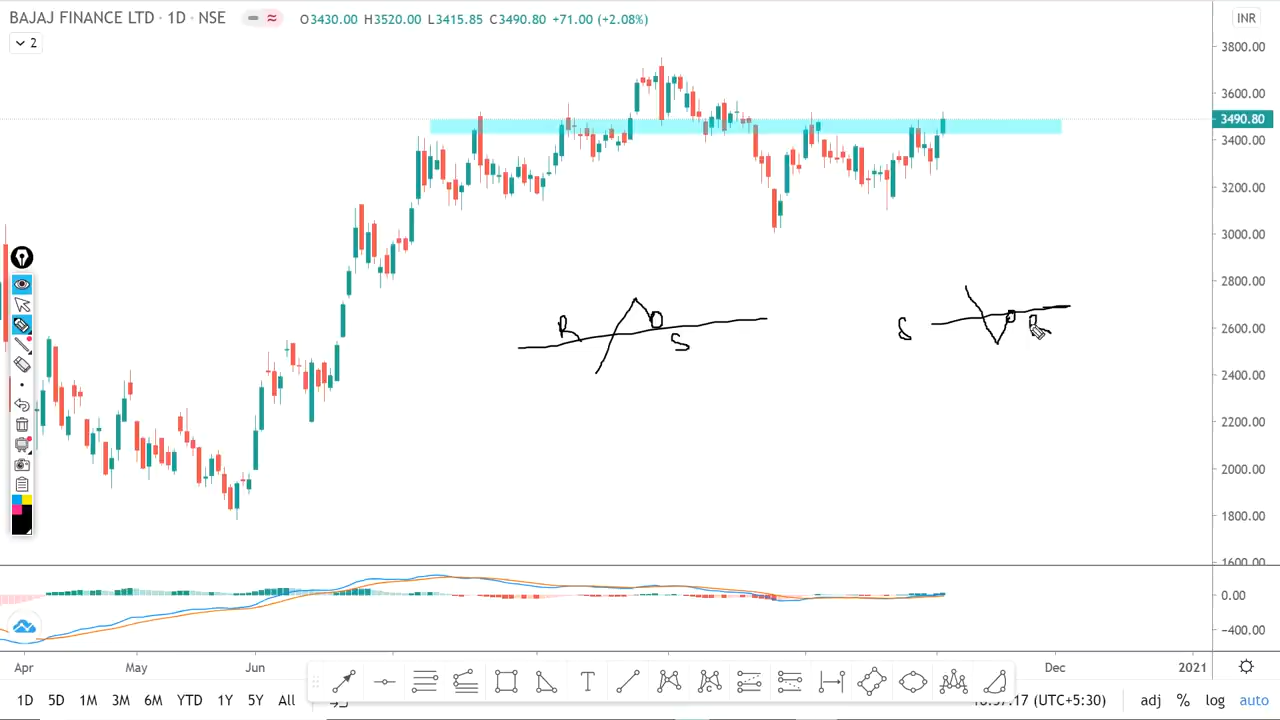 BAJAJ FINANCE LTD · 1D · NSE O3430.00 H3520.00 L3415.85 C3490.80 +71.00 (+2.08%) INR
2
3800.00
3600.00
3490.80
3400.00
3200.00
3000.00
2800.00
2600.00
2400.00
2200.00
2000.00
1800.00
1600.00
R S
S R
0.00
−400.00
Apr May Jun Dec 2021
T
1D 5D 1M 3M 6M YTD 1Y 5Y All (UTC+5:30) adj % log auto